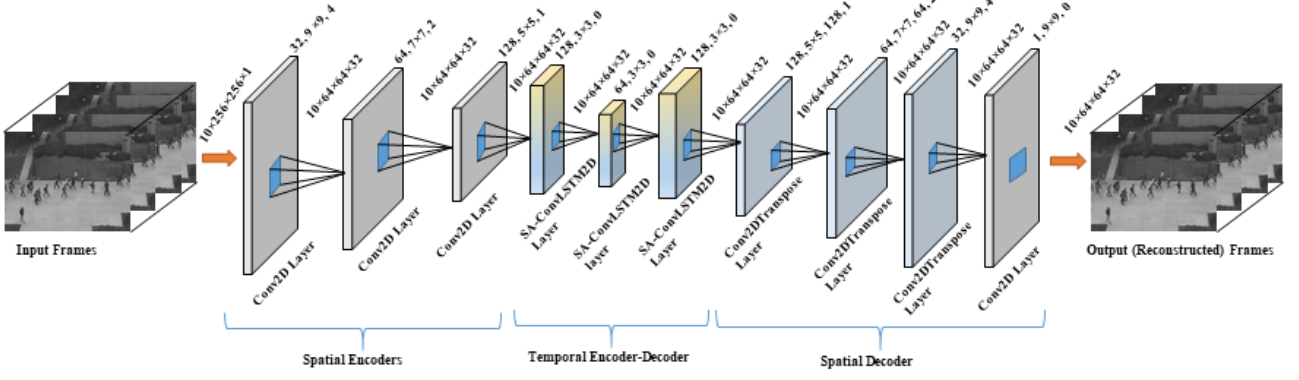 10×256×256×1
32, 9 ×9, 4
10×64×64×32
64, 7×7, 2
10×64×64×32
128, 5×5, 1
10×64×64×32
128, 3×3, 0
10×64×64×32
64, 3×3, 0
10×64×64×32
128, 3×3, 0
10×64×64×32
128, 5×5, 128, 1
10×64×64×32
64, 7×7, 64,
10×64×64×32
32, 9×9, 4
10×64×64×32
1, 9×9, 0
10×64×64×32
Input Frames
Conv2D Layer
Conv2D Layer
Conv2D Layer
SA-ConvLSTM2D
Layer
SA-ConvLSTM2D
layer
SA-ConvLSTM2D
Layer
Conv2DTranspose
Layer
Conv2DTranspose
Layer
Conv2DTranspose
Layer
Conv2D Layer
Output (Reconstructed) Frames
Spatial Encoders
Temporal Encoder-Decoder
Spatial Decoder